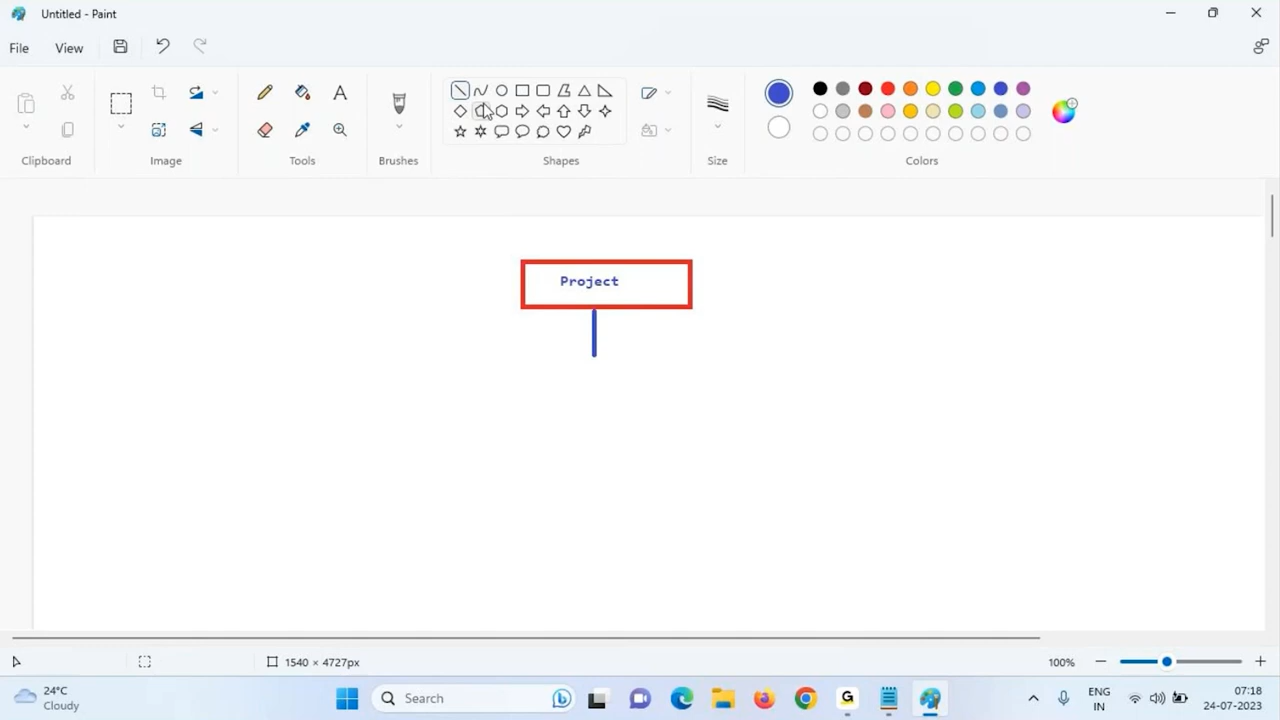 Untitled - Paint
File View
Clipboard Image Tools Brushes Shapes Size Colors
Project
1540 × 4727px 100%
24°C
Cloudy
Search
ENG
IN
07:18
24-07-2023